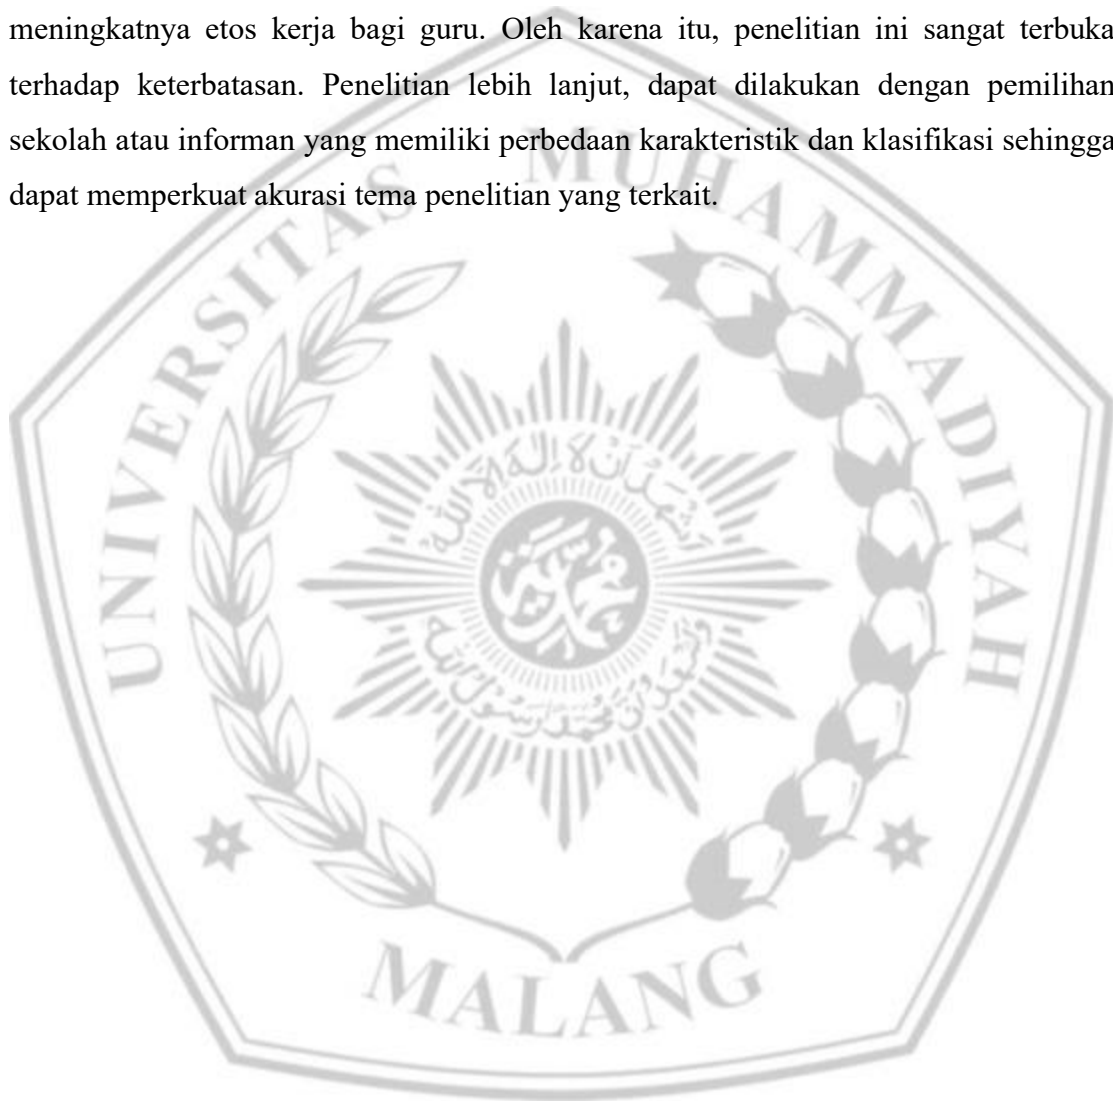 meningkatnya etos kerja bagi guru. Oleh karena itu, penelitian ini sangat terbuka
terhadap keterbatasan. Penelitian lebih lanjut, dapat dilakukan dengan pemilihan
sekolah atau informan yang memiliki perbedaan karakteristik dan klasifikasi sehingga
dapat memperkuat akurasi tema penelitian yang terkait.
UNIVERSITAS MUHAMMADIYAH
MALANG